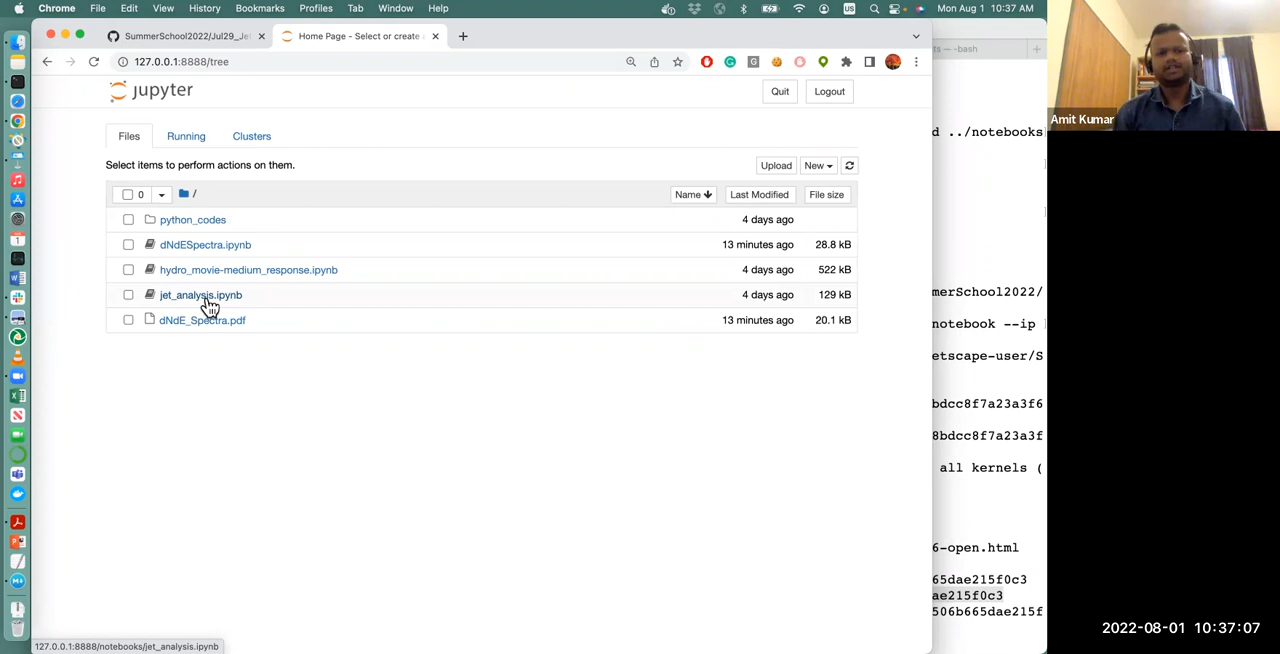 Chrome File Edit View History Bookmarks Profiles Tab Window Help
US
Mon Aug 1 10:37 AM
SummerSchool2022/Jul29_Je
Home Page - Select or create a
ts — -bash
127.0.0.1:8888/tree
jupyter
Quit Logout
Files Running Clusters
Select items to perform actions on them.
Upload New
0 / Name Last Modified File size
python_codes 4 days ago
dNdESpectra.ipynb 13 minutes ago 28.8 kB
hydro_movie-medium_response.ipynb 4 days ago 522 kB
jet_analysis.ipynb 4 days ago 129 kB
dNdE_Spectra.pdf 13 minutes ago 20.1 kB
127.0.0.1:8888/notebooks/jet_analysis.ipynb
d ../notebooks
merSchool2022/
notebook --ip
etscape-user/S
bdcc8f7a23a3f6
8bdcc8f7a23a3f
all kernels (
6-open.html
65dae215f0c3
ae215f0c3
506b665dae215f
Amit Kumar
2022-08-01 10:37:07